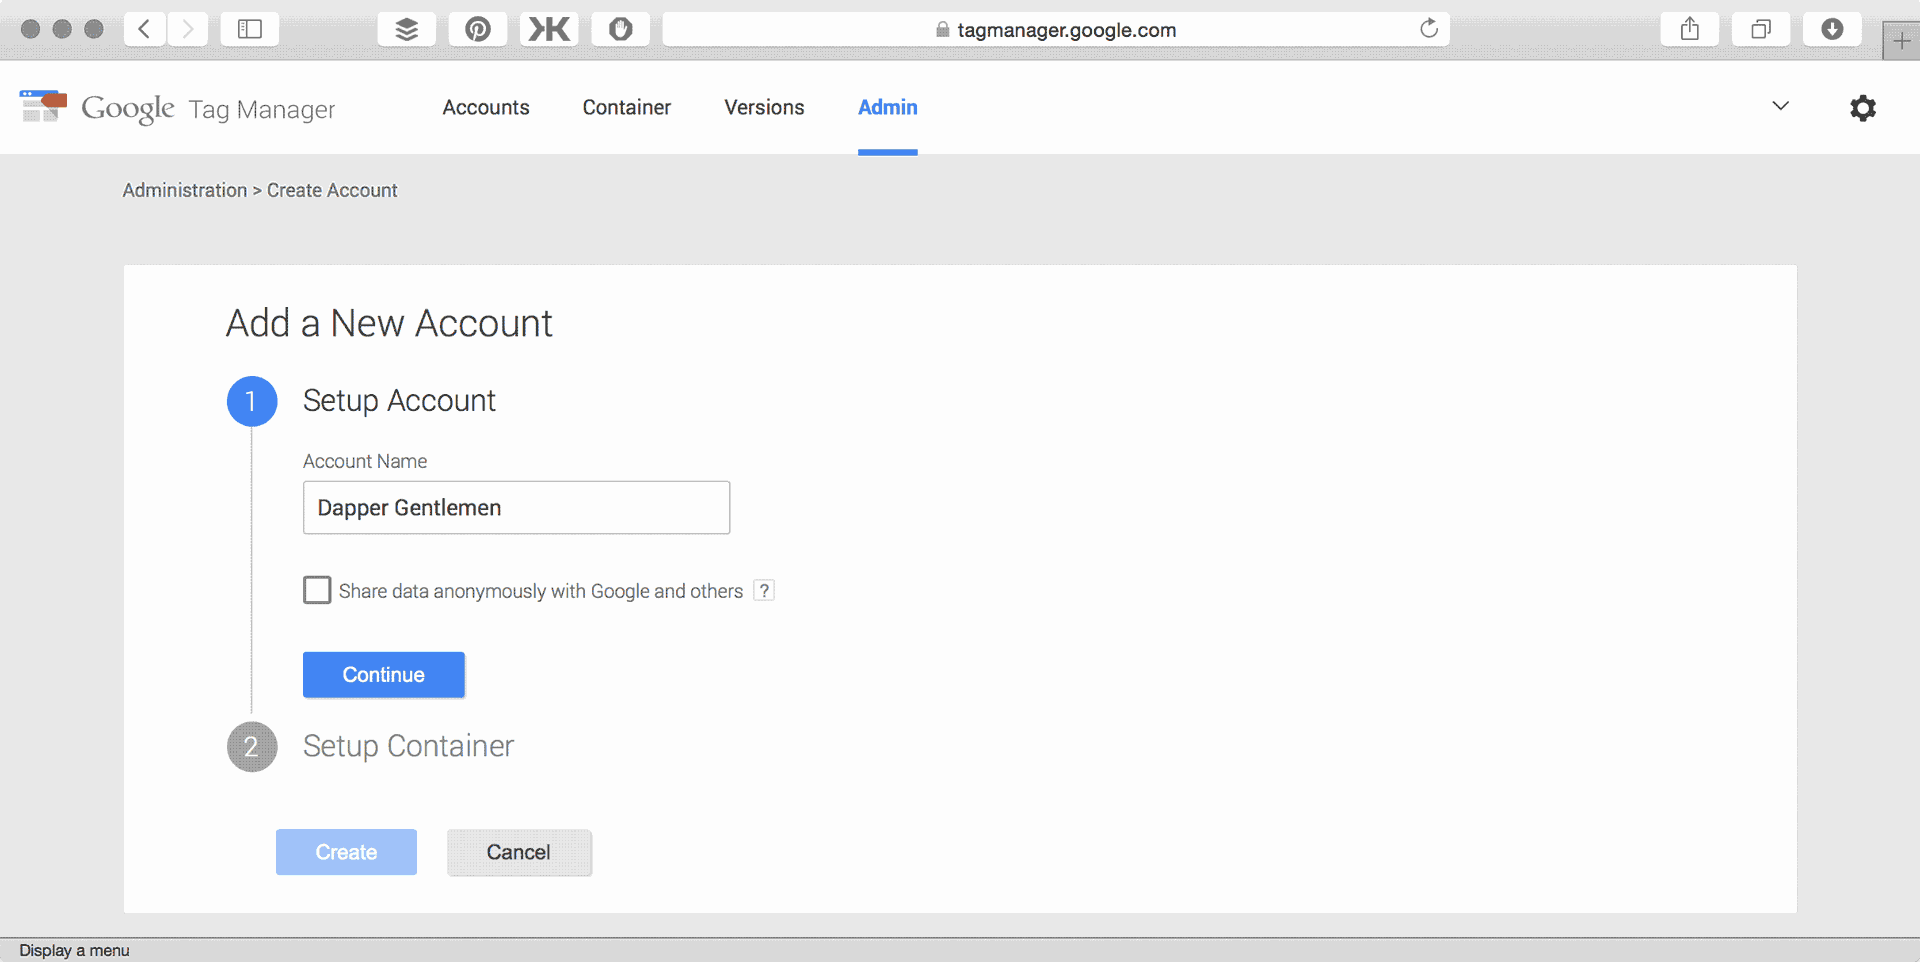 tagmanager.google.com
Google Tag Manager
Accounts
Container
Versions
Admin
Administration > Create Account
Add a New Account
1
Setup Account
Account Name
Dapper Gentlemen
Share data anonymously with Google and others ?
Continue
2
Setup Container
Create
Cancel
Display a menu